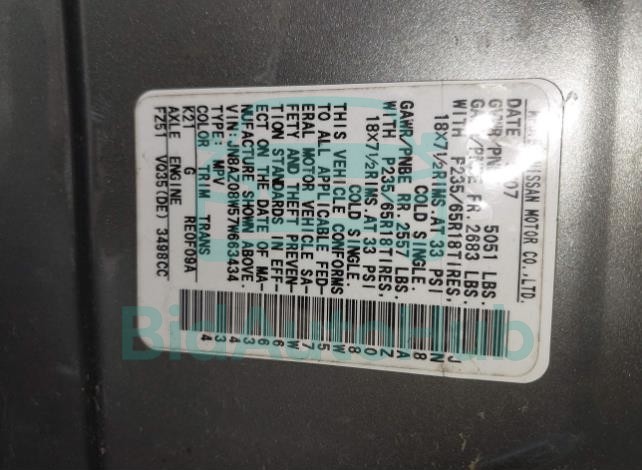 NISSAN MOTOR CO.,LTD.
DATE 07
GVWR/ 5051 LBS.
GAWR/PNBE FR. 2683 LBS.
WITH P235/65R18TIRES,
18X7½RIMS.AT 33 PSI
COLD SINGLE.
GAWR/PNBE RR. 2557 LBS.
WITH P235/65R18TIRES,
18X7½RIMS.AT 33 PSI
COLD SINGLE.
THIS VEHICLE CONFORMS
TO ALL APPLICABLE FED-
ERAL MOTOR VEHICLE SA-
FETY AND THEFT PREVEN-
TION STANDARDS IN EFF-
ECT ON THE DATE OF MA-
NUFACTURE SHOWN ABOVE.
VIN: JN8AZ08W57W663434
TYPE: MPV
COLOR TRIM TRANS
K21 G RE0F09A
AXLE ENGINE
FZ51 VQ35(DE) 3498CC
JN8AZ08W57W663434
BidAutoHub